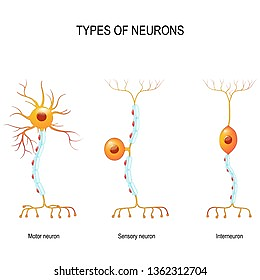 TYPES OF NEURONS
Motor neuron
Sensory neuron
Interneuron
shutterstock.com · 1362312704